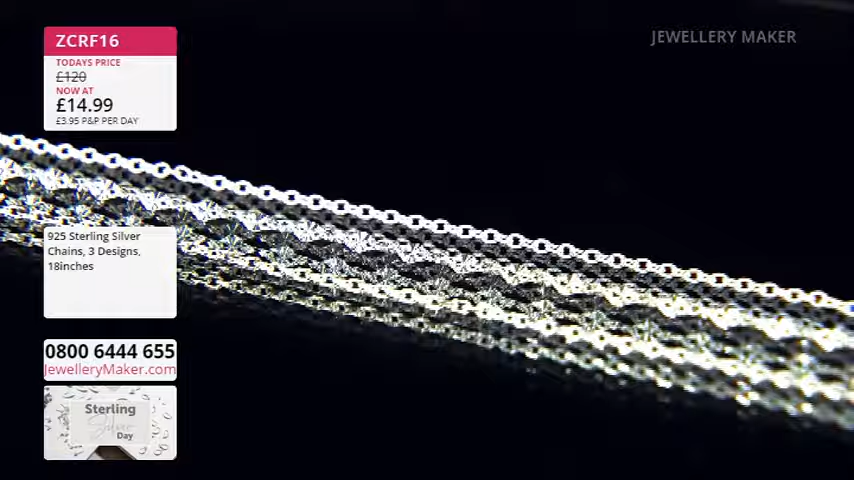 ZCRF16
TODAYS PRICE
£120
NOW AT
£14.99
£3.95 P&P PER DAY
JEWELLERY MAKER
925 Sterling Silver
Chains, 3 Designs,
18inches
0800 6444 655
JewelleryMaker.com
Sterling
Silver
Day